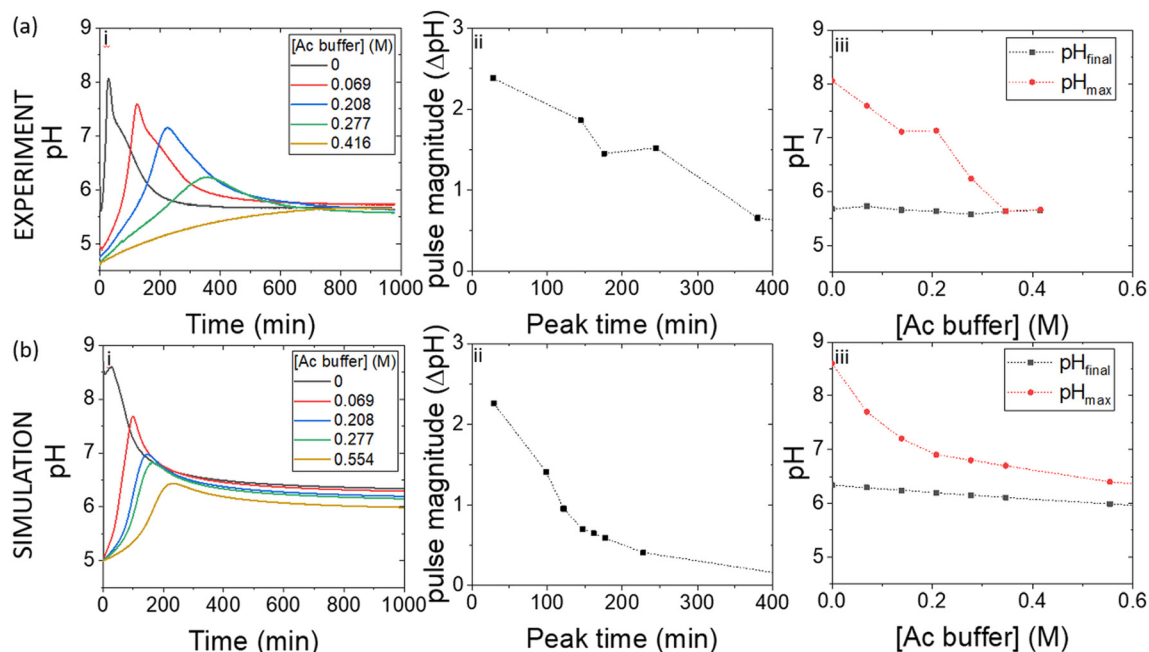 (a)
EXPERIMENT
i
pH
9
8
7
6
5
[Ac buffer] (M)
0
0.069
0.208
0.277
0.416
0 200 400 600 800 1000
Time (min)
ii
pulse magnitude (ΔpH)
3
2
1
0
0 100 200 300 400
Peak time (min)
iii
pH
9
8
7
6
5
pHfinal
pHmax
0.0 0.2 0.4 0.6
[Ac buffer] (M)
(b)
SIMULATION
i
pH
9
8
7
6
5
[Ac buffer] (M)
0
0.069
0.208
0.277
0.554
0 200 400 600 800 1000
Time (min)
ii
pulse magnitude (ΔpH)
3
2
1
0
0 100 200 300 400
Peak time (min)
iii
pH
9
8
7
6
5
pHfinal
pHmax
0.0 0.2 0.4 0.6
[Ac buffer] (M)